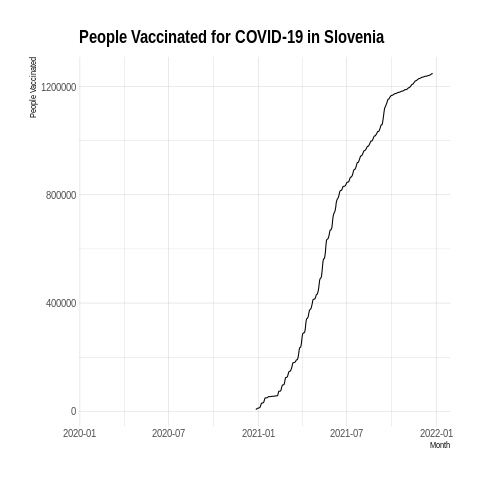 People Vaccinated for COVID-19 in Slovenia
People Vaccinated
1200000
800000
400000
0
2020-01 2020-07 2021-01 2021-07 2022-01
Month